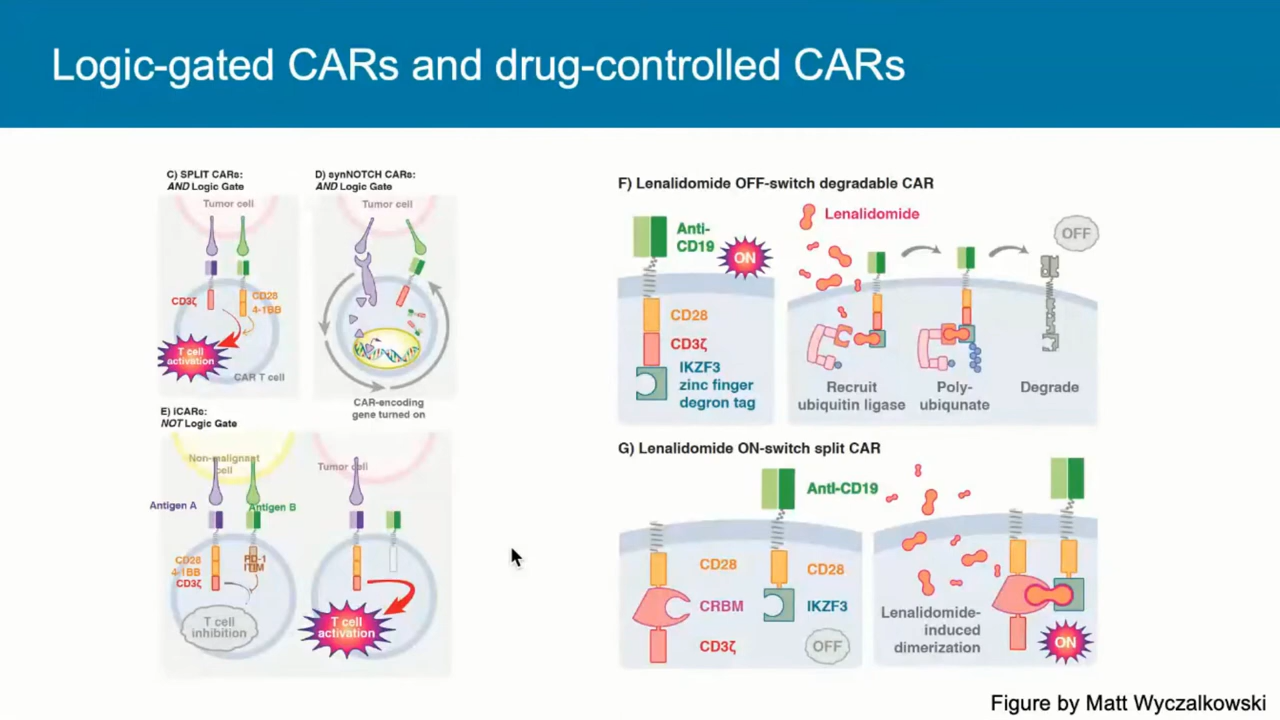 Logic-gated CARs and drug-controlled CARs
C) SPLIT CARs:
AND Logic Gate
Tumor cell
CD3ζ
CD28
4-1BB
T cell
activation
CAR T cell
D) synNOTCH CARs:
AND Logic Gate
Tumor cell
CAR-encoding
gene turned on
E) iCARs:
NOT Logic Gate
Non-malignant
cell
Antigen A
Antigen B
CD28
4-1BB
CD3ζ
PD-1
ITIM
T cell
inhibition
Tumor cell
T cell
activation
F) Lenalidomide OFF-switch degradable CAR
Anti-
CD19
ON
CD28
CD3ζ
IKZF3
zinc finger
degron tag
Lenalidomide
OFF
Recruit
ubiquitin ligase
Poly-
ubiqunate
Degrade
G) Lenalidomide ON-switch split CAR
Anti-CD19
CD28
CRBM
CD3ζ
CD28
IKZF3
OFF
Lenalidomide-
induced
dimerization
ON
Figure by Matt Wyczalkowski